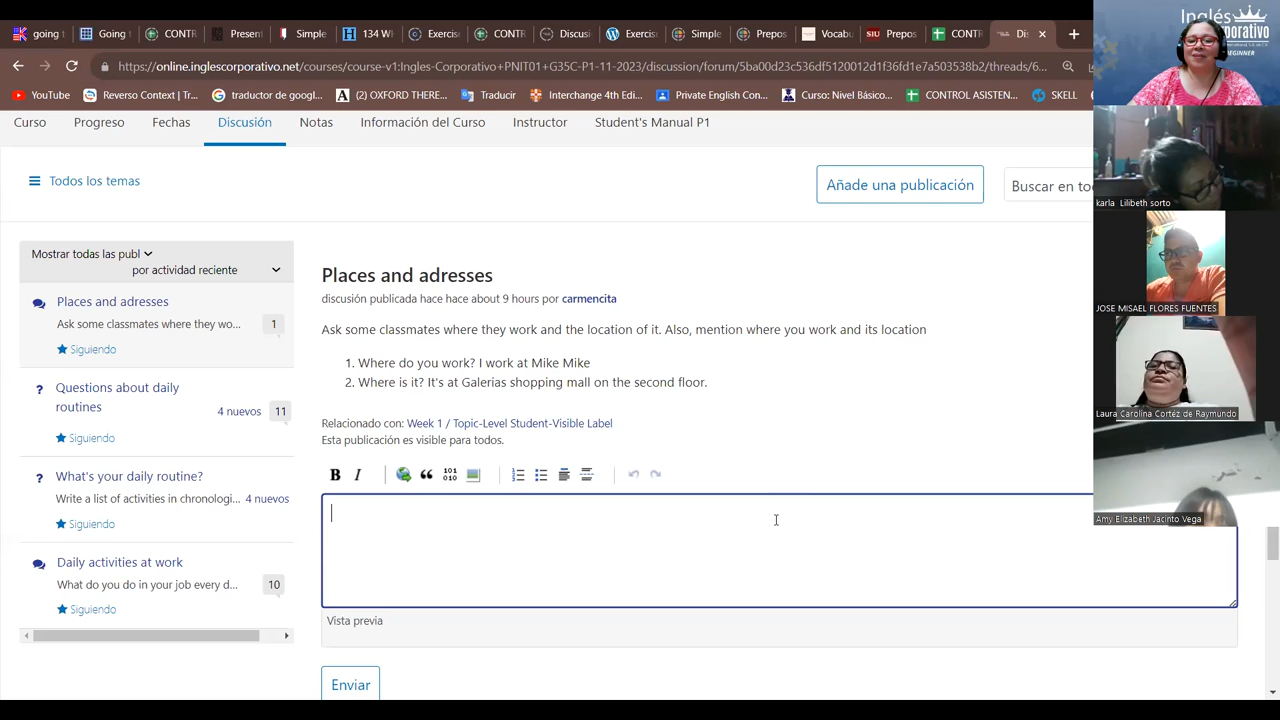 going t
Going t
CONTR
Present
Simple
134 Wi
Exercis
CONTR
Discusi
Exercis
Simple
Prepos
Vocabu
SIU Prepos
CONTR
Dis
https://online.inglescorporativo.net/courses/course-v1:Ingles-Corporativo+PNIT01+635C-P1-11-2023/discussion/forum/5ba00d23c536df5120012d1f36fd1e7a503538b2/threads/6...
YouTube
Reverso Context | Tr...
traductor de googl...
(2) OXFORD THERE...
Traducir
Interchange 4th Edi...
Private English Con...
Curso: Nivel Básico...
CONTROL ASISTEN...
SKELL
Curso
Progreso
Fechas
Discusión
Notas
Información del Curso
Instructor
Student's Manual P1
Todos los temas
Añade una publicación
Buscar en to
Mostrar todas las publ
por actividad reciente
Places and adresses
Ask some classmates where they wo...
1
Siguiendo
Questions about daily
routines
4 nuevos
11
Siguiendo
What's your daily routine?
Write a list of activities in chronologi...
4 nuevos
Siguiendo
Daily activities at work
What do you do in your job every d...
10
Siguiendo
Places and adresses
discusión publicada hace hace about 9 hours por carmencita
Ask some classmates where they work and the location of it. Also, mention where you work and its location
1. Where do you work? I work at Mike Mike
2. Where is it? It's at Galerias shopping mall on the second floor.
Relacionado con: Week 1 / Topic-Level Student-Visible Label
Esta publicación es visible para todos.
B I
101
010
Vista previa
Enviar
Inglés
orporativo
karla Lilibeth sorto
JOSE MISAEL FLORES FUENTES
Laura Carolina Cortéz de Raymundo
Amy Elizabeth Jacinto Vega